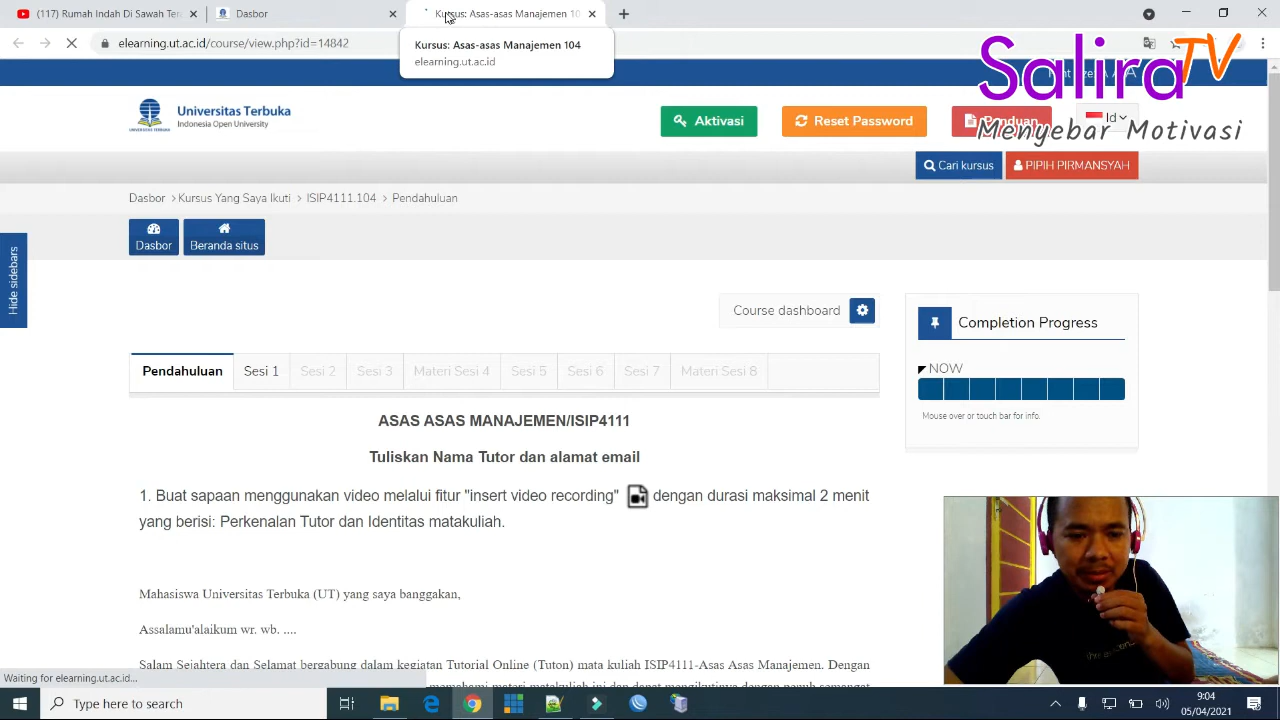 (117) Rumah Indah Di Sawah Ter
Dasbor
Kursus: Asas-asas Manajemen 10
elearning.ut.ac.id/course/view.php?id=14842
Kursus: Asas-asas Manajemen 104
elearning.ut.ac.id
Salira TV
Menyebar Motivasi
Universitas Terbuka
Indonesia Open University
Aktivasi
Reset Password
Panduan
Id
Cari kursus
PIPIH PIRMANSYAH
Dasbor > Kursus Yang Saya Ikuti > ISIP4111.104 > Pendahuluan
Dasbor
Beranda situs
Hide sidebars
Course dashboard
Completion Progress
NOW
Mouse over or touch bar for info.
Pendahuluan
Sesi 1
Sesi 2
Sesi 3
Materi Sesi 4
Sesi 5
Sesi 6
Sesi 7
Materi Sesi 8
ASAS ASAS MANAJEMEN/ISIP4111
Tuliskan Nama Tutor dan alamat email
1. Buat sapaan menggunakan video melalui fitur "insert video recording" dengan durasi maksimal 2 menit
yang berisi: Perkenalan Tutor dan Identitas matakuliah.
Mahasiswa Universitas Terbuka (UT) yang saya banggakan,
Assalamu'alaikum wr. wb. ....
Salam Sejahtera dan Selamat bergabung dalam kegiatan Tutorial Online (Tuton) mata kuliah ISIP4111-Asas Asas Manajemen. Dengan
Waiting for elearning.ut.ac.id...
Type here to search
9:04
05/04/2021